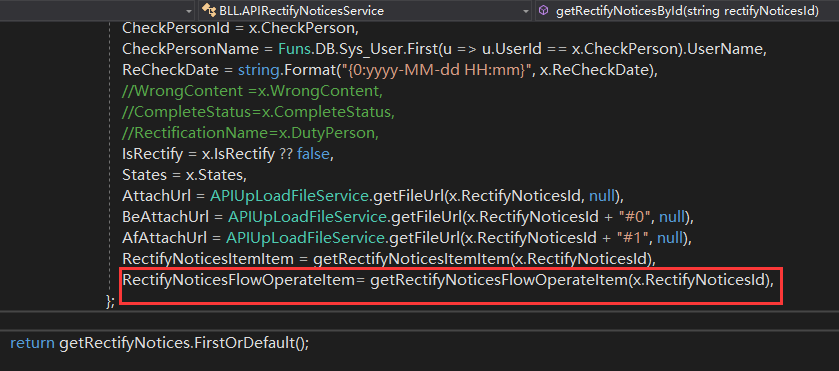 BLL.APIRectifyNoticesService
getRectifyNoticesById(string rectifyNoticesId)
CheckPersonId = x.CheckPerson,
CheckPersonName = Funs.DB.Sys_User.First(u => u.UserId == x.CheckPerson).UserName,
ReCheckDate = string.Format("{0:yyyy-MM-dd HH:mm}", x.ReCheckDate),
//WrongContent =x.WrongContent,
//CompleteStatus=x.CompleteStatus,
//RectificationName=x.DutyPerson,
IsRectify = x.IsRectify ?? false,
States = x.States,
AttachUrl = APIUpLoadFileService.getFileUrl(x.RectifyNoticesId, null),
BeAttachUrl = APIUpLoadFileService.getFileUrl(x.RectifyNoticesId + "#0", null),
AfAttachUrl = APIUpLoadFileService.getFileUrl(x.RectifyNoticesId + "#1", null),
RectifyNoticesItemItem = getRectifyNoticesItemItem(x.RectifyNoticesId),
RectifyNoticesFlowOperateItem= getRectifyNoticesFlowOperateItem(x.RectifyNoticesId),
};
return getRectifyNotices.FirstOrDefault();